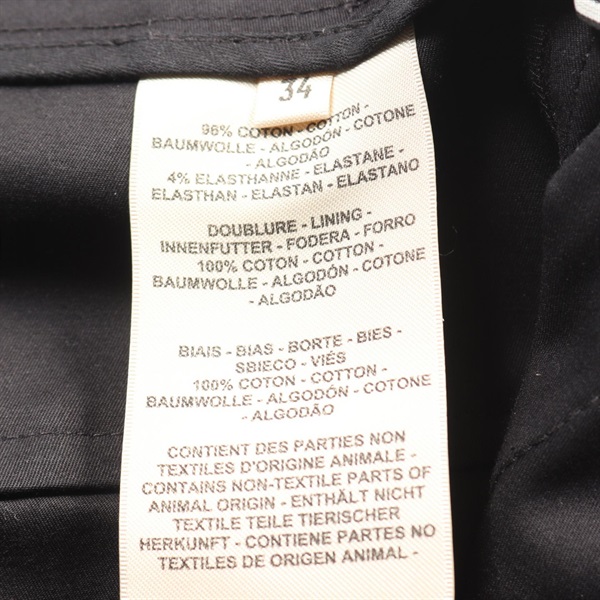 34
96% COTON - COTTON -
BAUMWOLLE - ALGODÓN - COTONE
- ALGODÃO
4% ELASTHANNE - ELASTANE -
ELASTHAN - ELASTAN - ELASTANO
DOUBLURE - LINING -
INNENFUTTER - FODERA - FORRO
100% COTON - COTTON -
BAUMWOLLE - ALGODÓN - COTONE
- ALGODÃO
BIAIS - BIAS - BORTE - BIES -
SBIECO - VIÉS
100% COTON - COTTON -
BAUMWOLLE - ALGODÓN - COTONE
- ALGODÃO
CONTIENT DES PARTIES NON
TEXTILES D'ORIGINE ANIMALE -
CONTAINS NON-TEXTILE PARTS OF
ANIMAL ORIGIN - ENTHÄLT NICHT
TEXTILE TEILE TIERISCHER
HERKUNFT - CONTIENE PARTES NO
TEXTILES DE ORIGEN ANIMAL -